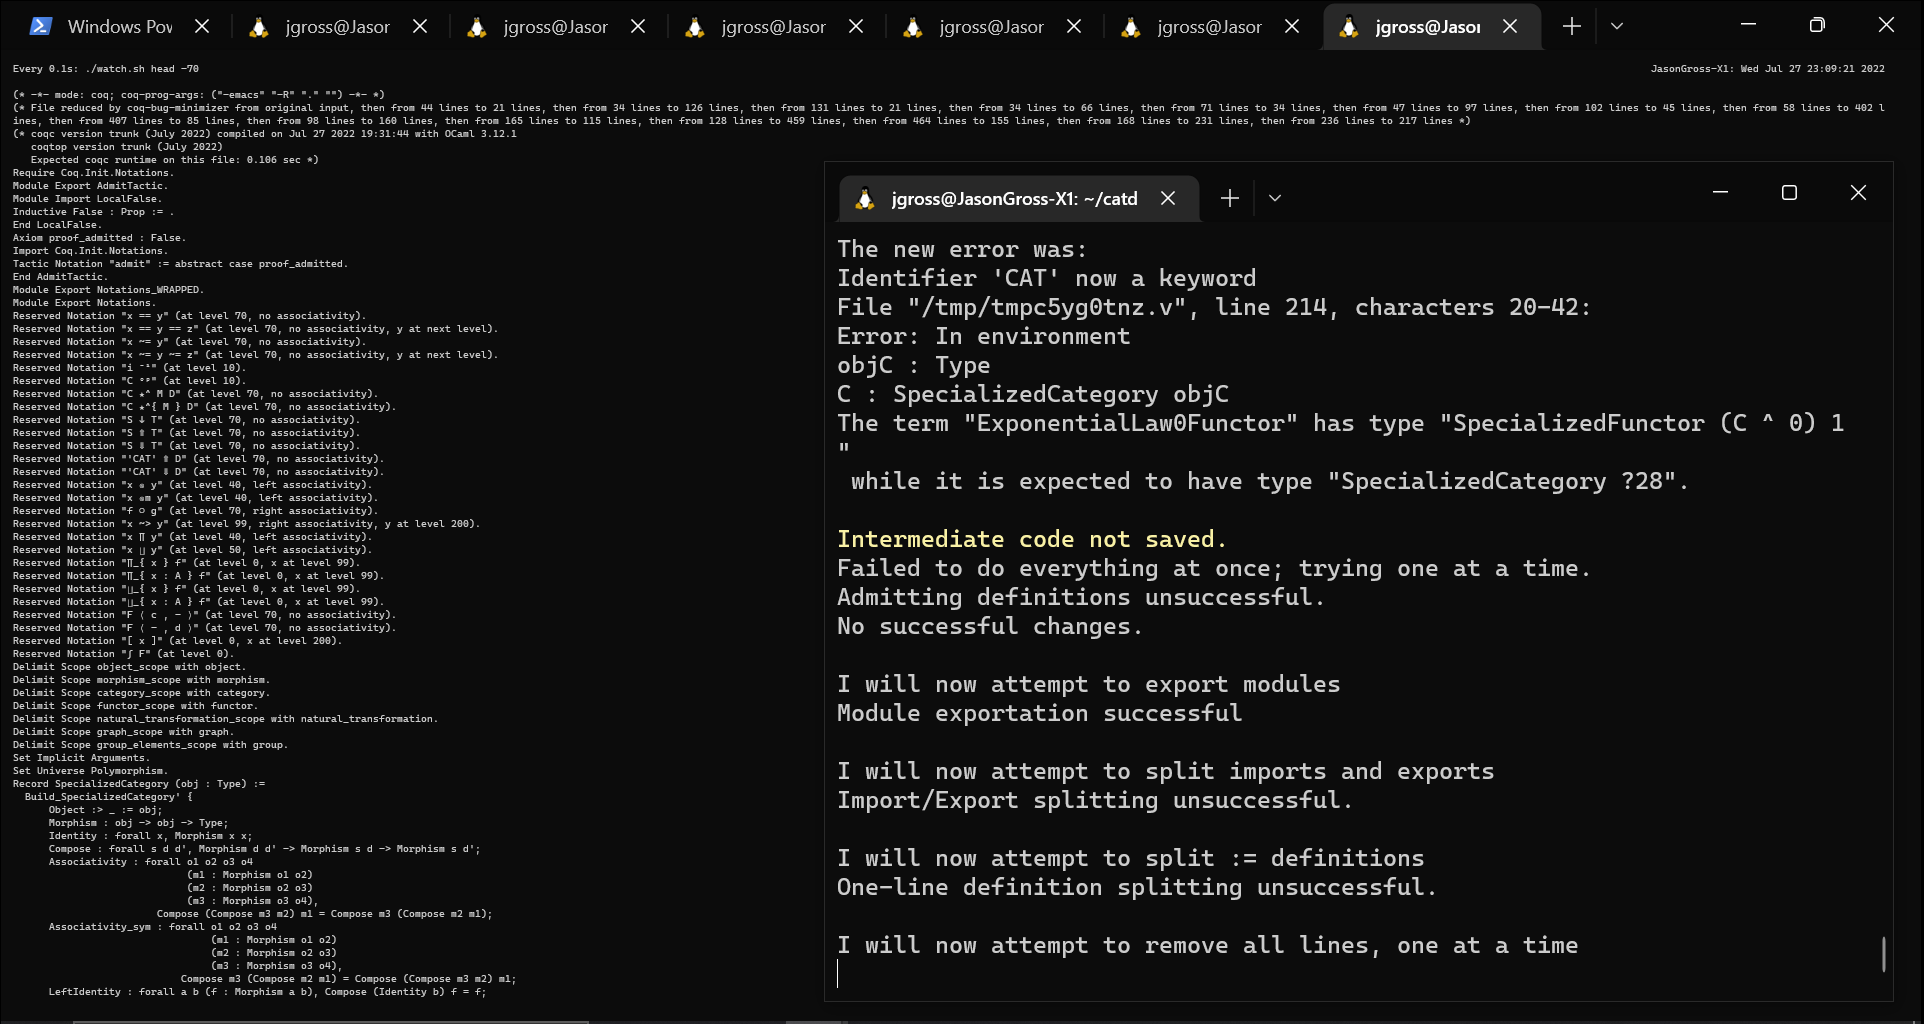 Windows Pow
jgross@Jasor
jgross@Jasor
jgross@Jasor
jgross@Jasor
jgross@Jasor
jgross@Jasor
Every 0.1s: ./watch.sh head -70
JasonGross-X1: Wed Jul 27 23:09:21 2022
(* -*- mode: coq; coq-prog-args: ("-emacs" "-R" "." "") -*- *)
(* File reduced by coq-bug-minimizer from original input, then from 44 lines to 21 lines, then from 34 lines to 126 lines, then from 131 lines to 21 lines, then from 34 lines to 66 lines, then from 71 lines to 34 lines, then from 47 lines to 97 lines, then from 102 lines to 45 lines, then from 58 lines to 402 l
ines, then from 407 lines to 85 lines, then from 98 lines to 160 lines, then from 165 lines to 115 lines, then from 128 lines to 459 lines, then from 464 lines to 155 lines, then from 168 lines to 231 lines, then from 236 lines to 217 lines *)
(* coqc version trunk (July 2022) compiled on Jul 27 2022 19:31:44 with OCaml 3.12.1
coqtop version trunk (July 2022)
Expected coqc runtime on this file: 0.106 sec *)
Require Coq.Init.Notations.
Module Export AdmitTactic.
Module Import LocalFalse.
Inductive False : Prop := .
End LocalFalse.
Axiom proof_admitted : False.
Import Coq.Init.Notations.
Tactic Notation "admit" := abstract case proof_admitted.
End AdmitTactic.
Module Export Notations_WRAPPED.
Module Export Notations.
Reserved Notation "x == y" (at level 70, no associativity).
Reserved Notation "x == y == z" (at level 70, no associativity, y at next level).
Reserved Notation "x ~= y" (at level 70, no associativity).
Reserved Notation "x ~= y ~= z" (at level 70, no associativity, y at next level).
Reserved Notation "i ⁻¹" (at level 10).
Reserved Notation "C ᵒᵖ" (at level 10).
Reserved Notation "C ★^ M D" (at level 70, no associativity).
Reserved Notation "C ★^{ M } D" (at level 70, no associativity).
Reserved Notation "S ↓ T" (at level 70, no associativity).
Reserved Notation "S ⇑ T" (at level 70, no associativity).
Reserved Notation "S ⇓ T" (at level 70, no associativity).
Reserved Notation "'CAT' ⇑ D" (at level 70, no associativity).
Reserved Notation "'CAT' ⇓ D" (at level 70, no associativity).
Reserved Notation "x ⊗ y" (at level 40, left associativity).
Reserved Notation "x ⊗m y" (at level 40, left associativity).
Reserved Notation "f ○ g" (at level 70, right associativity).
Reserved Notation "x ~> y" (at level 99, right associativity, y at level 200).
Reserved Notation "x ∏ y" (at level 40, left associativity).
Reserved Notation "x ∐ y" (at level 50, left associativity).
Reserved Notation "∏_{ x } f" (at level 0, x at level 99).
Reserved Notation "∏_{ x : A } f" (at level 0, x at level 99).
Reserved Notation "∐_{ x } f" (at level 0, x at level 99).
Reserved Notation "∐_{ x : A } f" (at level 0, x at level 99).
Reserved Notation "F ⟨ c , - ⟩" (at level 70, no associativity).
Reserved Notation "F ⟨ - , d ⟩" (at level 70, no associativity).
Reserved Notation "[ x ]" (at level 0, x at level 200).
Reserved Notation "∫ F" (at level 0).
Delimit Scope object_scope with object.
Delimit Scope morphism_scope with morphism.
Delimit Scope category_scope with category.
Delimit Scope functor_scope with functor.
Delimit Scope natural_transformation_scope with natural_transformation.
Delimit Scope graph_scope with graph.
Delimit Scope group_elements_scope with group.
Set Implicit Arguments.
Set Universe Polymorphism.
Record SpecializedCategory (obj : Type) :=
Build_SpecializedCategory' {
Object :> _ := obj;
Morphism : obj -> obj -> Type;
Identity : forall x, Morphism x x;
Compose : forall s d d', Morphism d d' -> Morphism s d -> Morphism s d';
Associativity : forall o1 o2 o3 o4
(m1 : Morphism o1 o2)
(m2 : Morphism o2 o3)
(m3 : Morphism o3 o4),
Compose (Compose m3 m2) m1 = Compose m3 (Compose m2 m1);
Associativity_sym : forall o1 o2 o3 o4
(m1 : Morphism o1 o2)
(m2 : Morphism o2 o3)
(m3 : Morphism o3 o4),
Compose m3 (Compose m2 m1) = Compose (Compose m3 m2) m1;
LeftIdentity : forall a b (f : Morphism a b), Compose (Identity b) f = f;
jgross@JasonGross-X1: ~/catd
The new error was:
Identifier 'CAT' now a keyword
File "/tmp/tmpc5yg0tnz.v", line 214, characters 20-42:
Error: In environment
objC : Type
C : SpecializedCategory objC
The term "ExponentialLaw0Functor" has type "SpecializedFunctor (C ^ 0) 1
"
while it is expected to have type "SpecializedCategory ?28".
Intermediate code not saved.
Failed to do everything at once; trying one at a time.
Admitting definitions unsuccessful.
No successful changes.
I will now attempt to export modules
Module exportation successful
I will now attempt to split imports and exports
Import/Export splitting unsuccessful.
I will now attempt to split := definitions
One-line definition splitting unsuccessful.
I will now attempt to remove all lines, one at a time